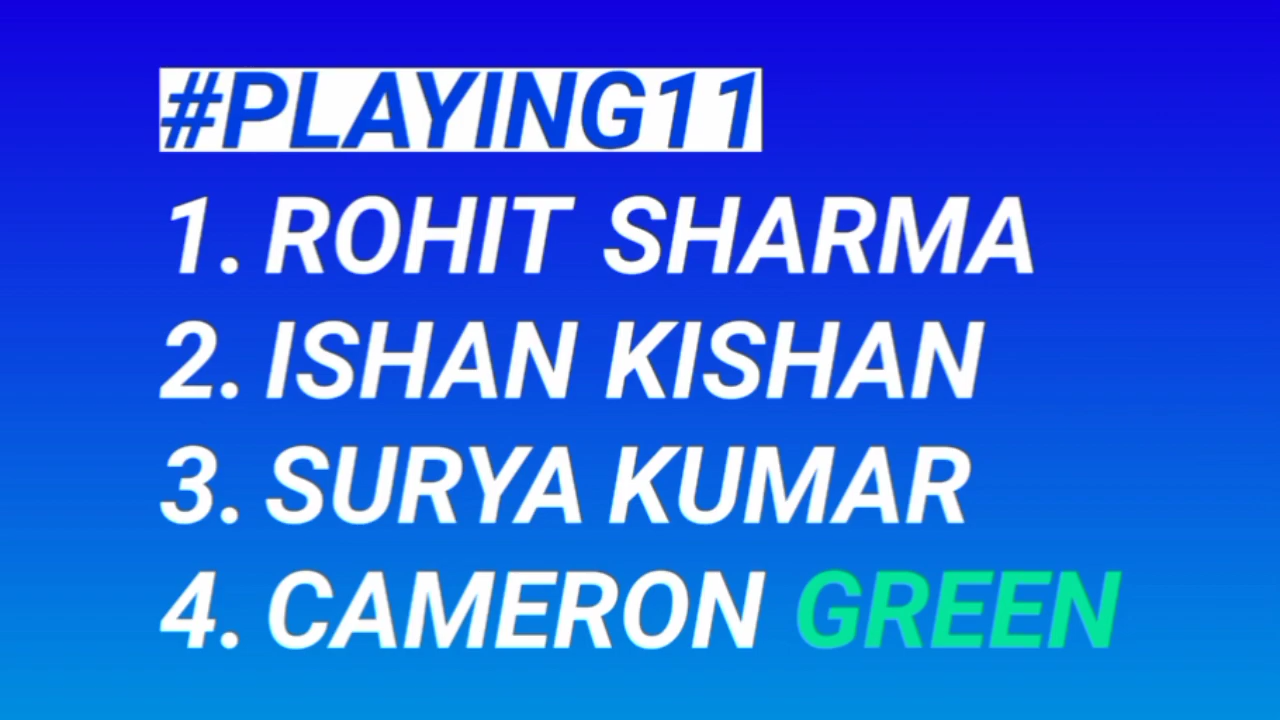 #PLAYING11
1. ROHIT SHARMA
2. ISHAN KISHAN
3. SURYA KUMAR
4. CAMERON GREEN